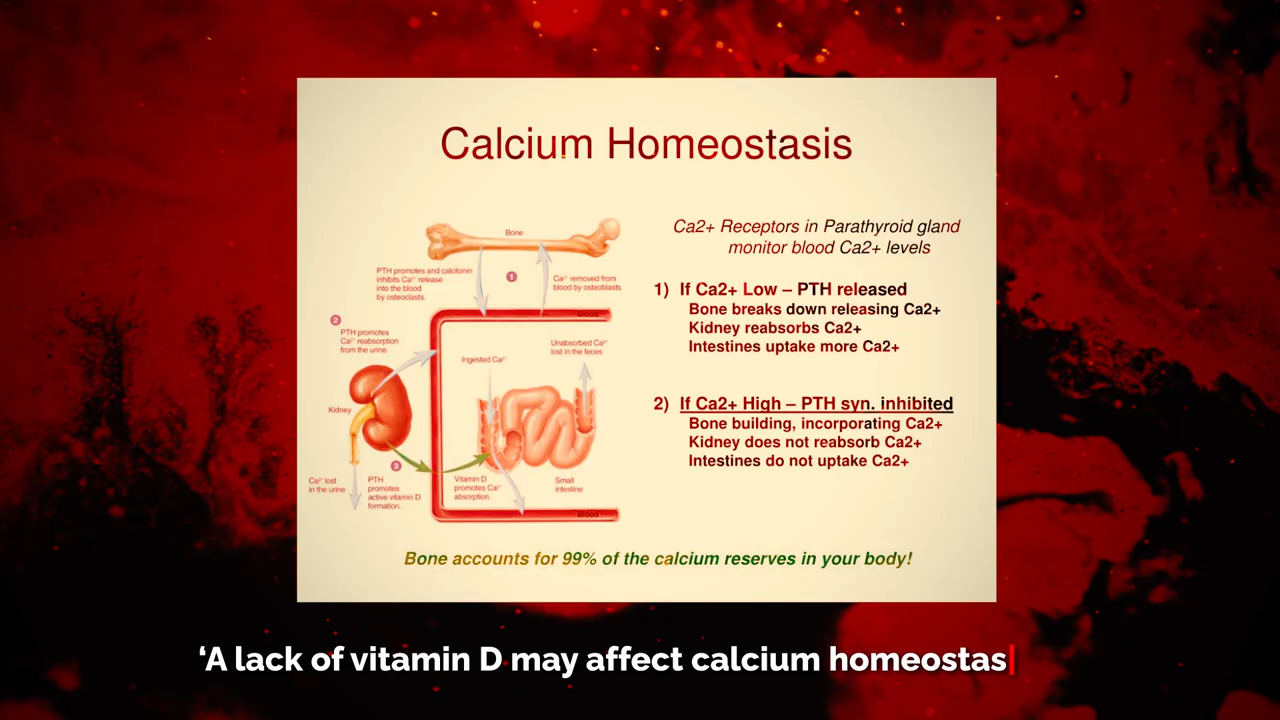 Calcium Homeostasis
Ca2+ Receptors in Parathyroid gland
monitor blood Ca2+ levels
Bone
PTH promotes and calcitonin
inhibits Ca²⁺ release
into the blood
by osteoclasts.
1
Ca²⁺ removed from
blood by osteoblasts
Blood
2
PTH promotes
Ca²⁺ reabsorption
from the urine.
Ingested Ca²⁺
Unabsorbed Ca²⁺
lost in the feces
Kidney
3
Ca²⁺ lost
in the urine
PTH
promotes
active vitamin D
formation.
Vitamin D
promotes Ca²⁺
absorption.
Small
intestine
Blood
1) If Ca2+ Low – PTH released
Bone breaks down releasing Ca2+
Kidney reabsorbs Ca2+
Intestines uptake more Ca2+
2) If Ca2+ High – PTH syn. inhibited
Bone building, incorporating Ca2+
Kidney does not reabsorb Ca2+
Intestines do not uptake Ca2+
Bone accounts for 99% of the calcium reserves in your body!
‘A lack of vitamin D may affect calcium homeostas